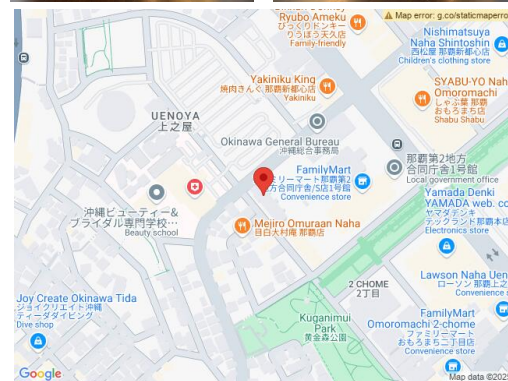 Ryubo Ameku
びっくりドンキー
りうぼう天久店
Family-friendly
Map error: g.co/staticmaperro
Nishimatsuya
Naha Shintoshin
西松屋 那覇新都心店
Children's clothing store
Yakiniku King
焼肉きんぐ 那覇新都心店
Yakiniku
SYABU-YO Nah
Omoromachi
しゃぶ葉 那覇
おもろまち店
Shabu Shabu
UENOYA
上之屋
Okinawa General Bureau
沖縄総合事務局
那覇第2地方
合同庁舎1号館
Local government office
FamilyMart
ファミリーマート那覇第2
地方合同庁舎/S店1号館
Convenience store
Yamada Denki
YAMADA web. co
ヤマダデンキ
テックランド那覇本店
Electronics store
沖縄ビューティー&
ブライダル専門学校…
Beauty school
Mejiro Omuraan Naha
目白大村庵 那覇店
Lawson Naha Uen
ローソン 那覇上之
Convenience s
2 CHOME
2丁目
Joy Create Okinawa Tida
ジョイクリエイト沖縄
ティーダダイビング
Dive shop
Kuganimui
Park
黄金森公園
FamilyMart
Omoromachi 2-chome
ファミリーマート
おもろまち二丁目店
Convenience store
Google
Map data ©2025